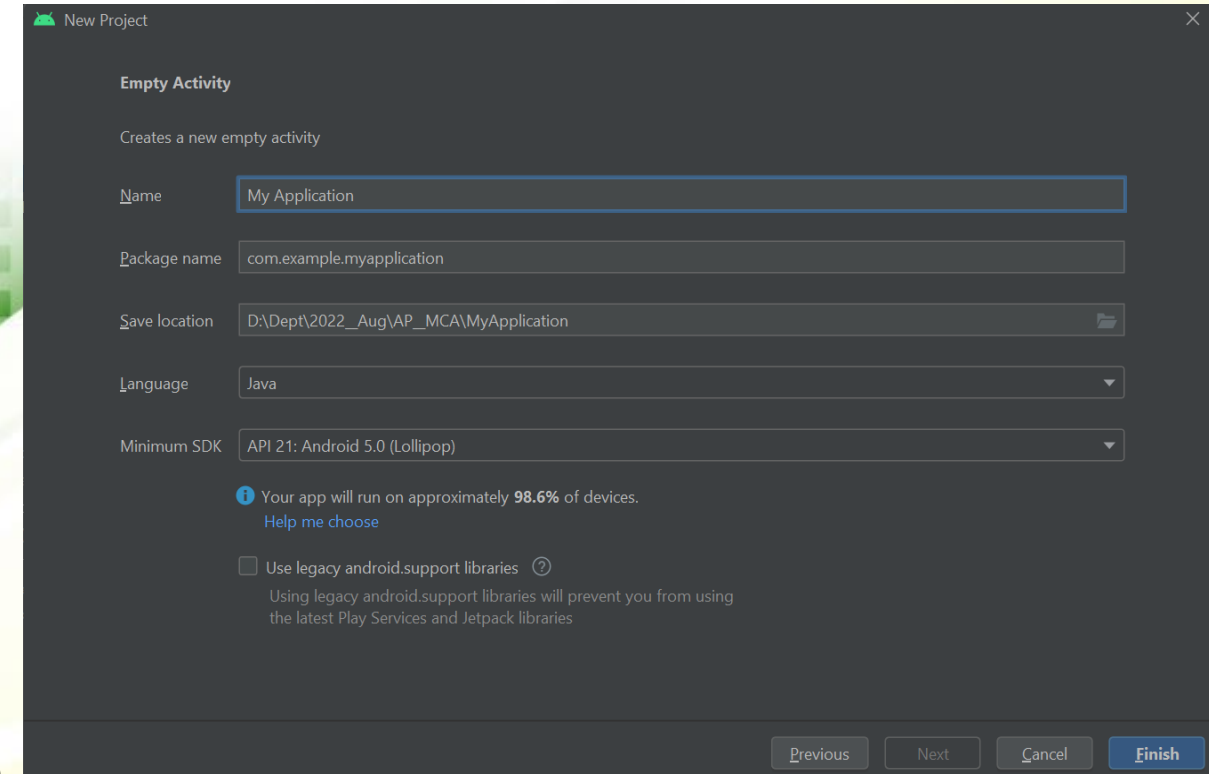 New Project
Empty Activity
Creates a new empty activity
Name My Application
Package name com.example.myapplication
Save location D:\Dept\2022_Aug\AP_MCA\MyApplication
Language Java
Minimum SDK API 21: Android 5.0 (Lollipop)
Your app will run on approximately 98.6% of devices.
Help me choose
Use legacy android.support libraries ?
Using legacy android.support libraries will prevent you from using
the latest Play Services and Jetpack libraries
Previous Next Cancel Finish